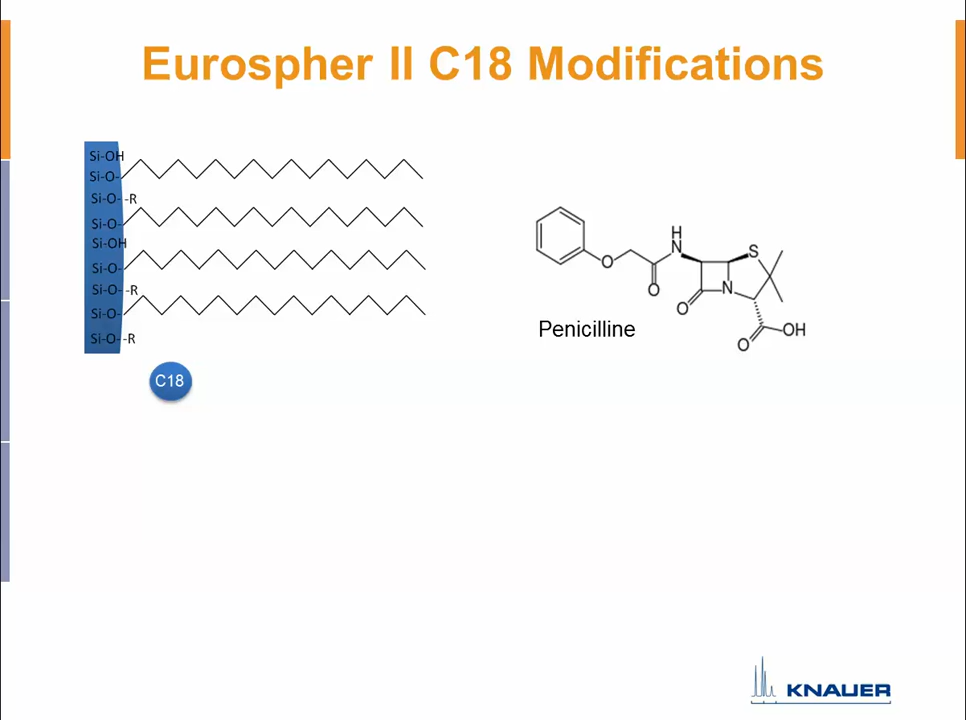 Eurospher II C18 Modifications
Si-OH
Si-O-
Si-O- -R
Si-O-
Si-OH
Si-O-
Si-O- -R
Si-O-
Si-O- -R
C18
H
N
S
O
O
O
N
O
OH
Penicilline
KNAUER